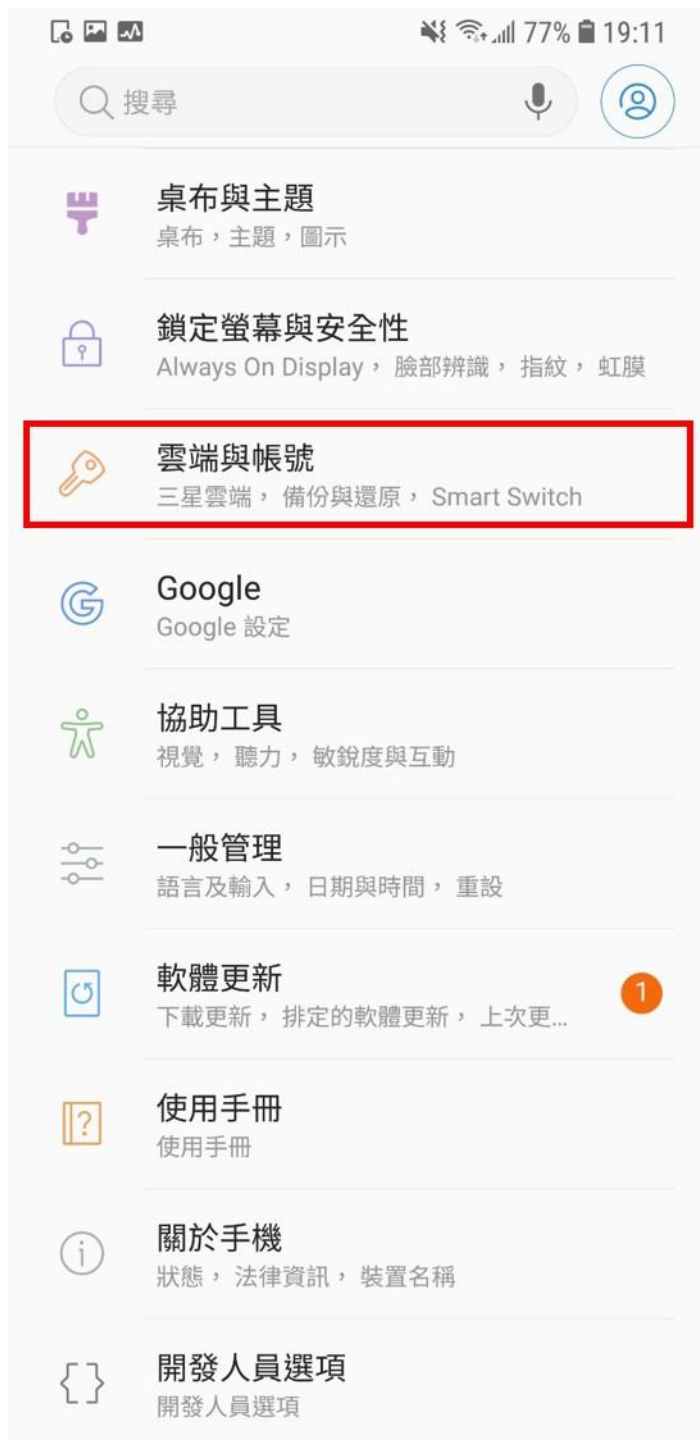 77% 19:11
搜尋
桌布與主題
桌布，主題，圖示
鎖定螢幕與安全性
Always On Display， 臉部辨識， 指紋， 虹膜
雲端與帳號
三星雲端， 備份與還原， Smart Switch
Google
Google 設定
協助工具
視覺， 聽力， 敏銳度與互動
一般管理
語言及輸入， 日期與時間， 重設
軟體更新
1
下載更新， 排定的軟體更新， 上次更...
使用手冊
使用手冊
關於手機
狀態， 法律資訊， 裝置名稱
開發人員選項
開發人員選項